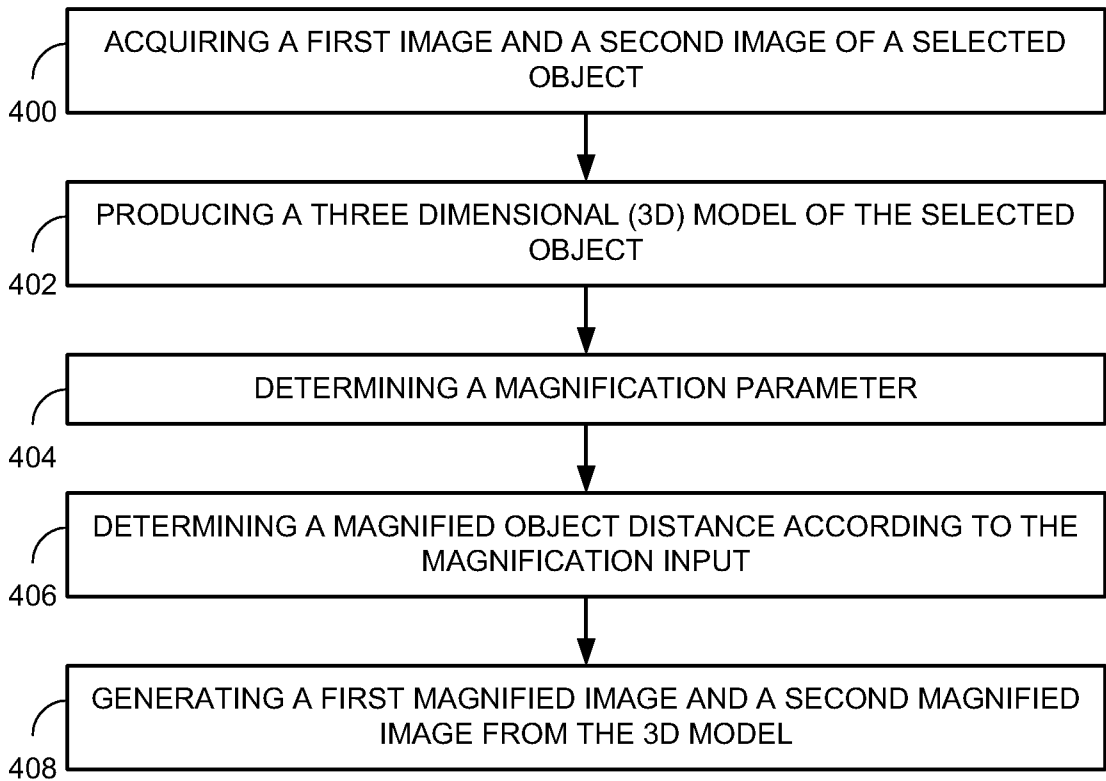 ACQUIRING A FIRST IMAGE AND A SECOND IMAGE OF A SELECTED
OBJECT
400
PRODUCING A THREE DIMENSIONAL (3D) MODEL OF THE SELECTED
OBJECT
402
DETERMINING A MAGNIFICATION PARAMETER
404
DETERMINING A MAGNIFIED OBJECT DISTANCE ACCORDING TO THE
MAGNIFICATION INPUT
406
GENERATING A FIRST MAGNIFIED IMAGE AND A SECOND MAGNIFIED
IMAGE FROM THE 3D MODEL
408